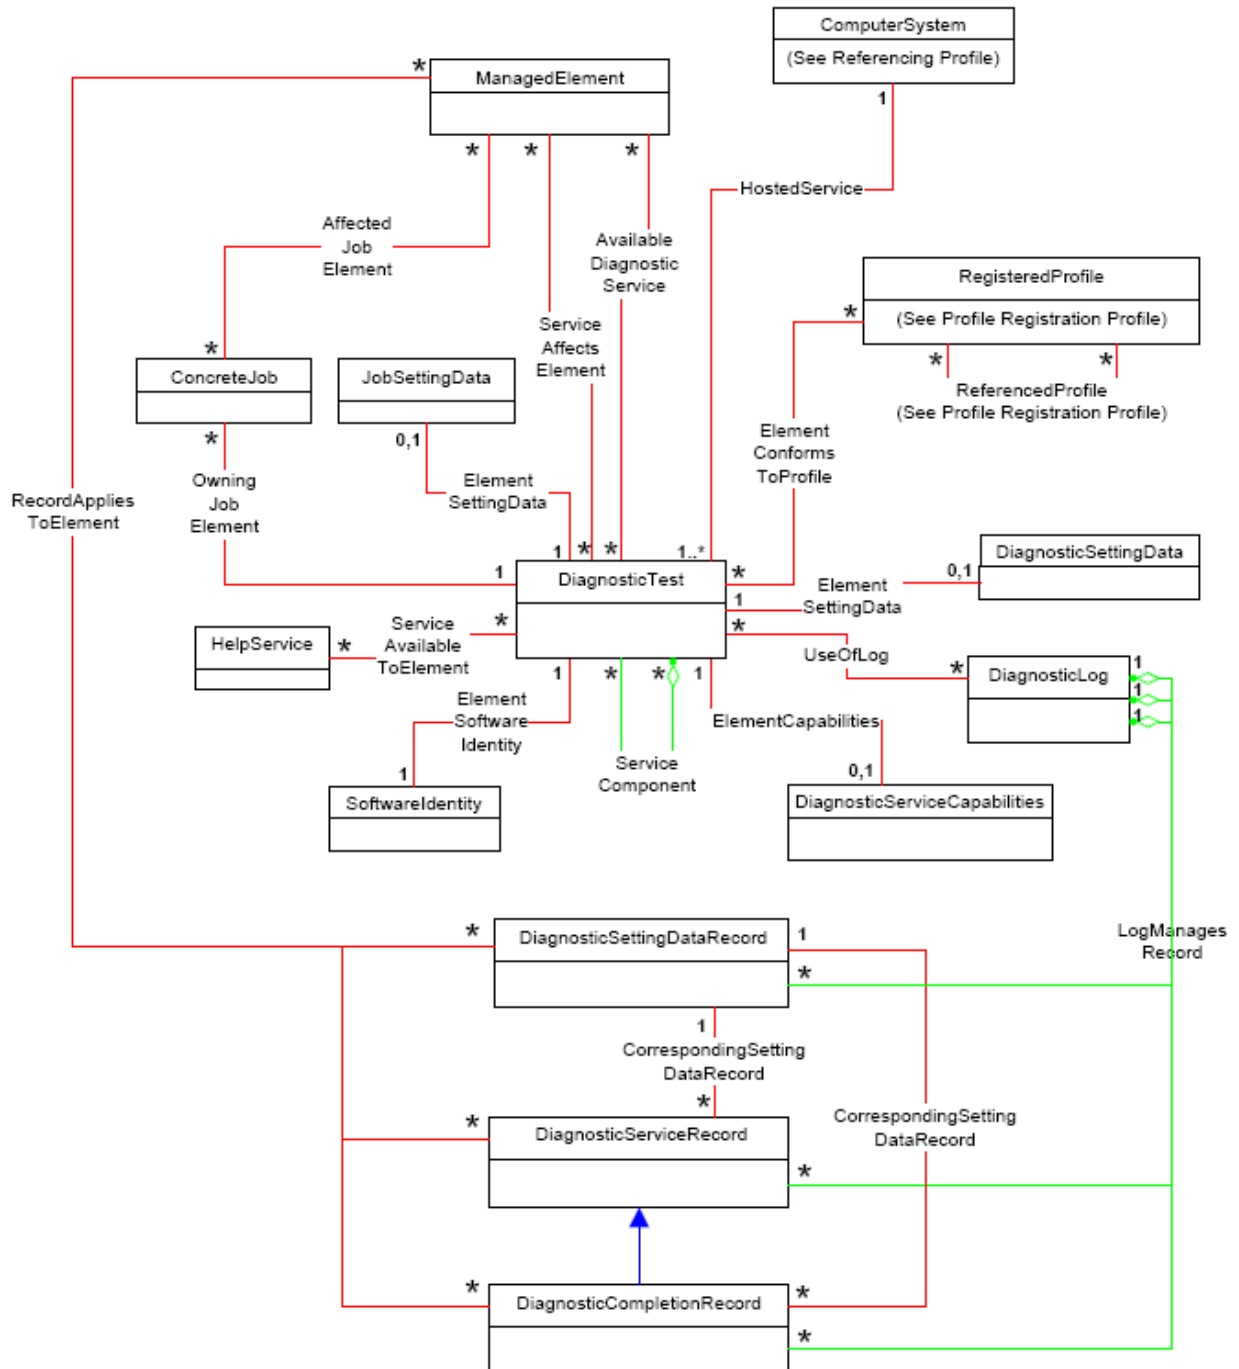 ComputerSystem
(See Referencing Profile)
1
*
ManagedElement
*
*
*
HostedService
Affected
Job
Element
Available
Diagnostic
Service
Service
Affects
Element
RegisteredProfile
(See Profile Registration Profile)
*
*
*
ReferencedProfile
(See Profile Registration Profile)
*
ConcreteJob
*
JobSettingData
0,1
Element
Conforms
ToProfile
Owning
Job
Element
Element
SettingData
RecordApplies
ToElement
1
*
*
1..*
1
DiagnosticTest
*
1
*
Element
SettingData
0,1
DiagnosticSettingData
HelpService
*
Service
Available
ToElement
*
UseOfLog
*
DiagnosticLog
1
1
1
1
*
*
1
Element
Software
Identity
ElementCapabilities
Service
Component
1
SoftwareIdentity
0,1
DiagnosticServiceCapabilities
*
DiagnosticSettingDataRecord
1
*
LogManages
Record
1
CorrespondingSetting
DataRecord
*
*
DiagnosticServiceRecord
*
CorrespondingSetting
DataRecord
*
DiagnosticCompletionRecord
*
*